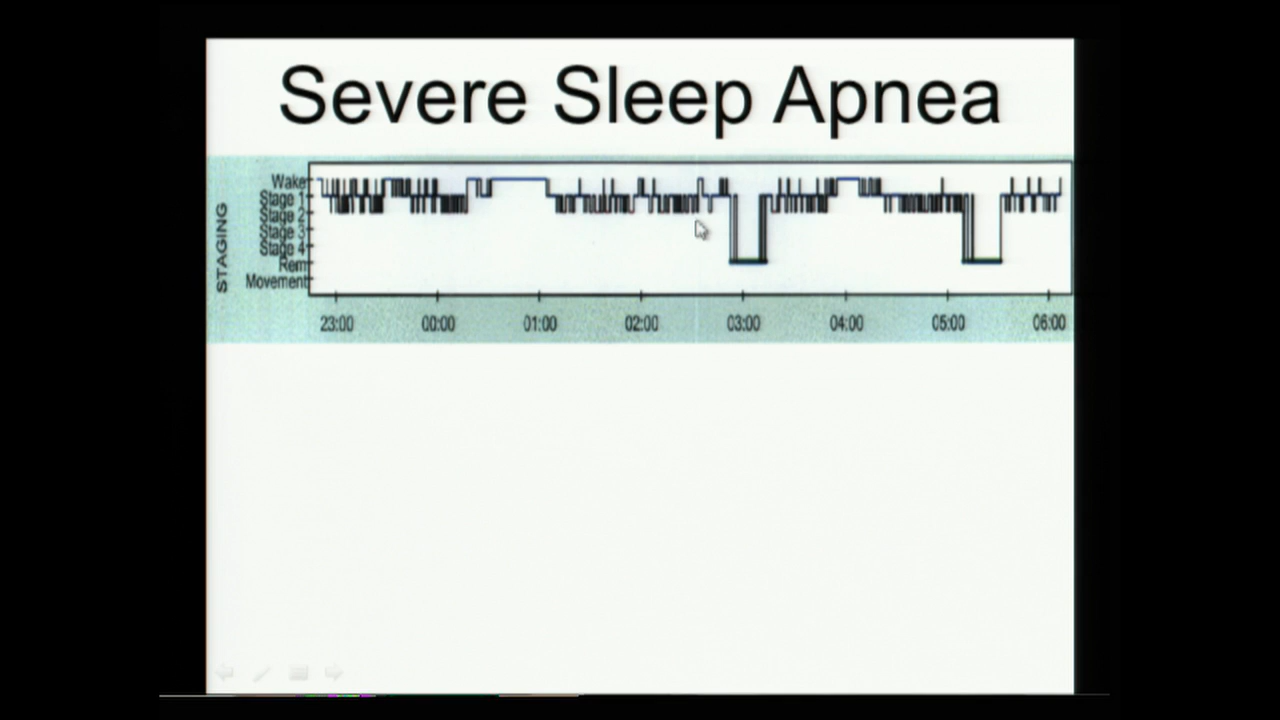 Severe Sleep Apnea
STAGING
Wake
Stage 1
Stage 2
Stage 3
Stage 4
Rem
Movement
23:00 00:00 01:00 02:00 03:00 04:00 05:00 06:00